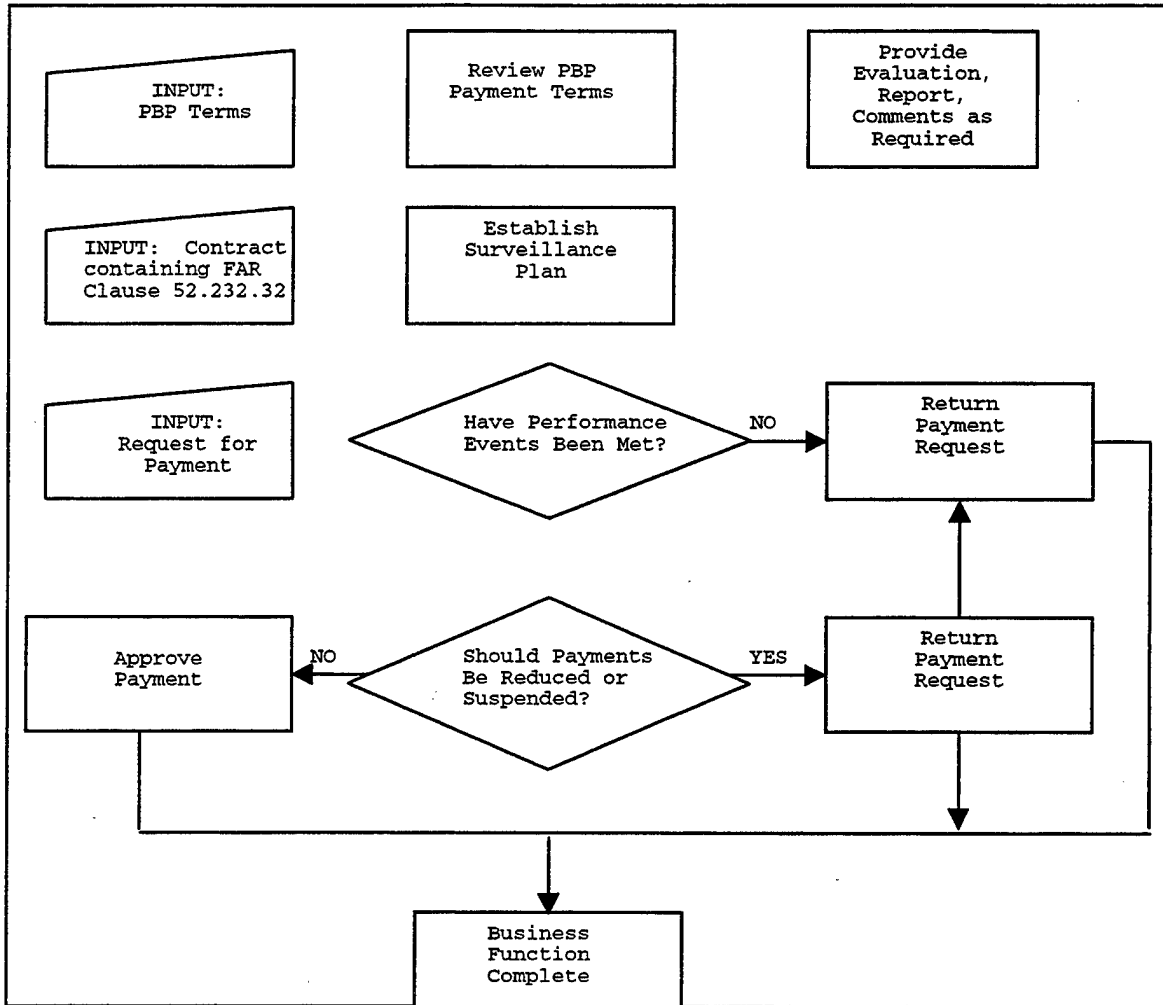 INPUT:
PBP Terms
Review PBP
Payment Terms
Provide
Evaluation,
Report,
Comments as
Required
INPUT: Contract
containing FAR
Clause 52.232.32
Establish
Surveillance
Plan
INPUT:
Request for
Payment
Have Performance
Events Been Met?
NO
Return
Payment
Request
Approve
Payment
NO
Should Payments
Be Reduced or
Suspended?
YES
Return
Payment
Request
Business
Function
Complete